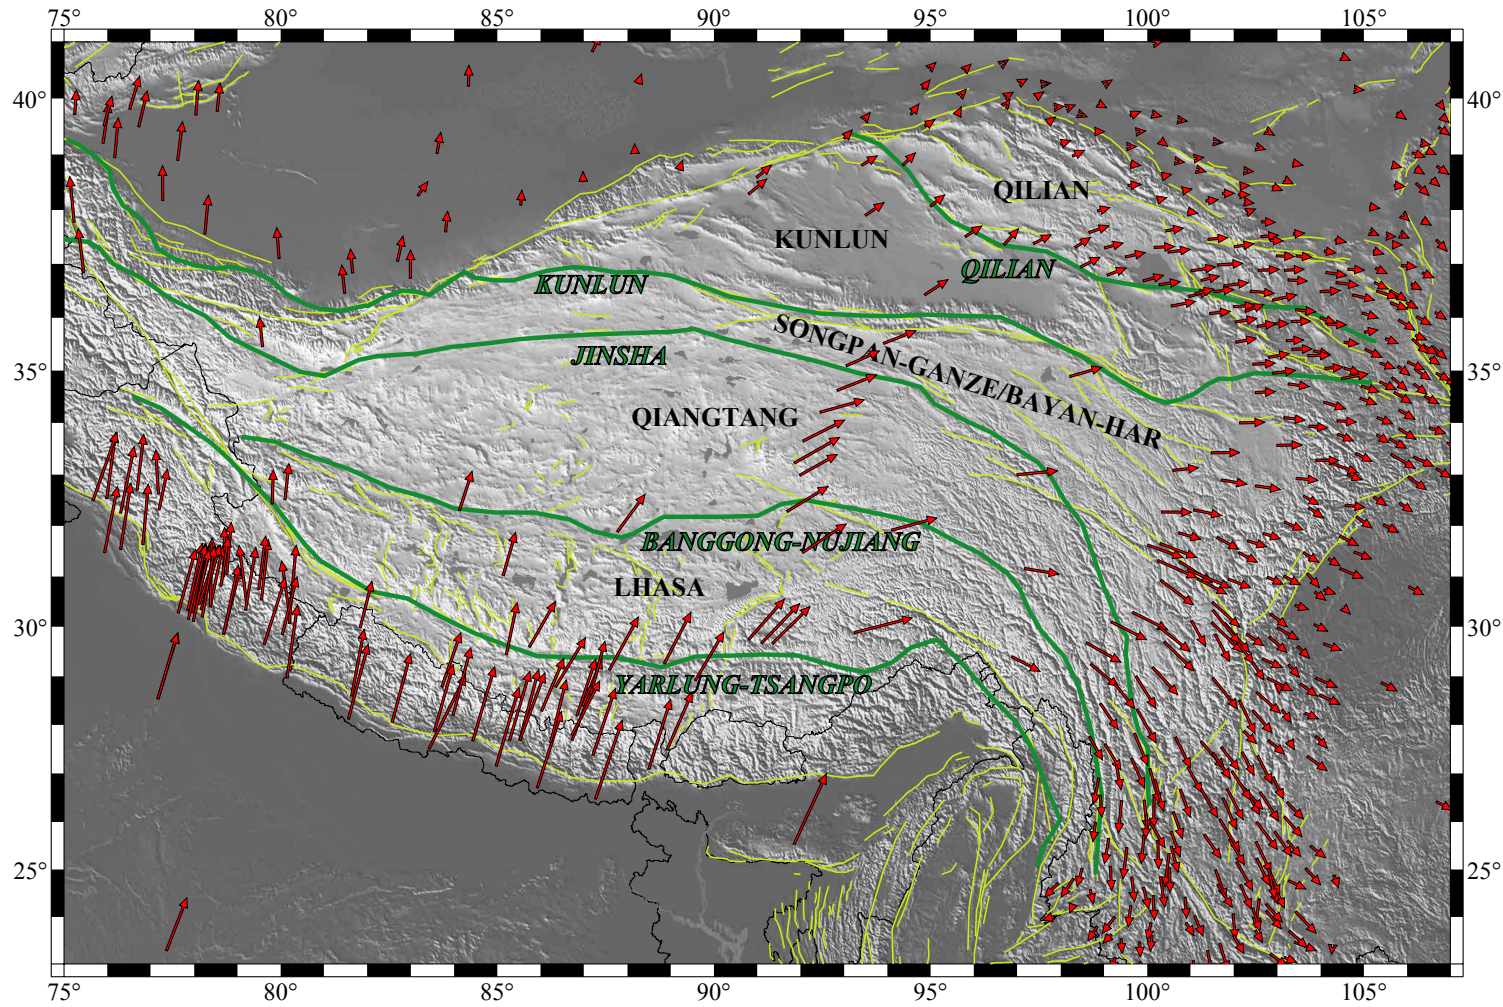 75° 80° 85° 90° 95° 100° 105°
40° 40°
QILIAN
KUNLUN
QILIAN
KUNLUN
SONGPAN-GANZE/BAYAN-HAR
JINSHA
35° 35°
QIANGTANG
BANGGONG-NUJIANG
LHASA
30° 30°
YARLUNG-TSANGPO
25° 25°
75° 80° 85° 90° 95° 100° 105°